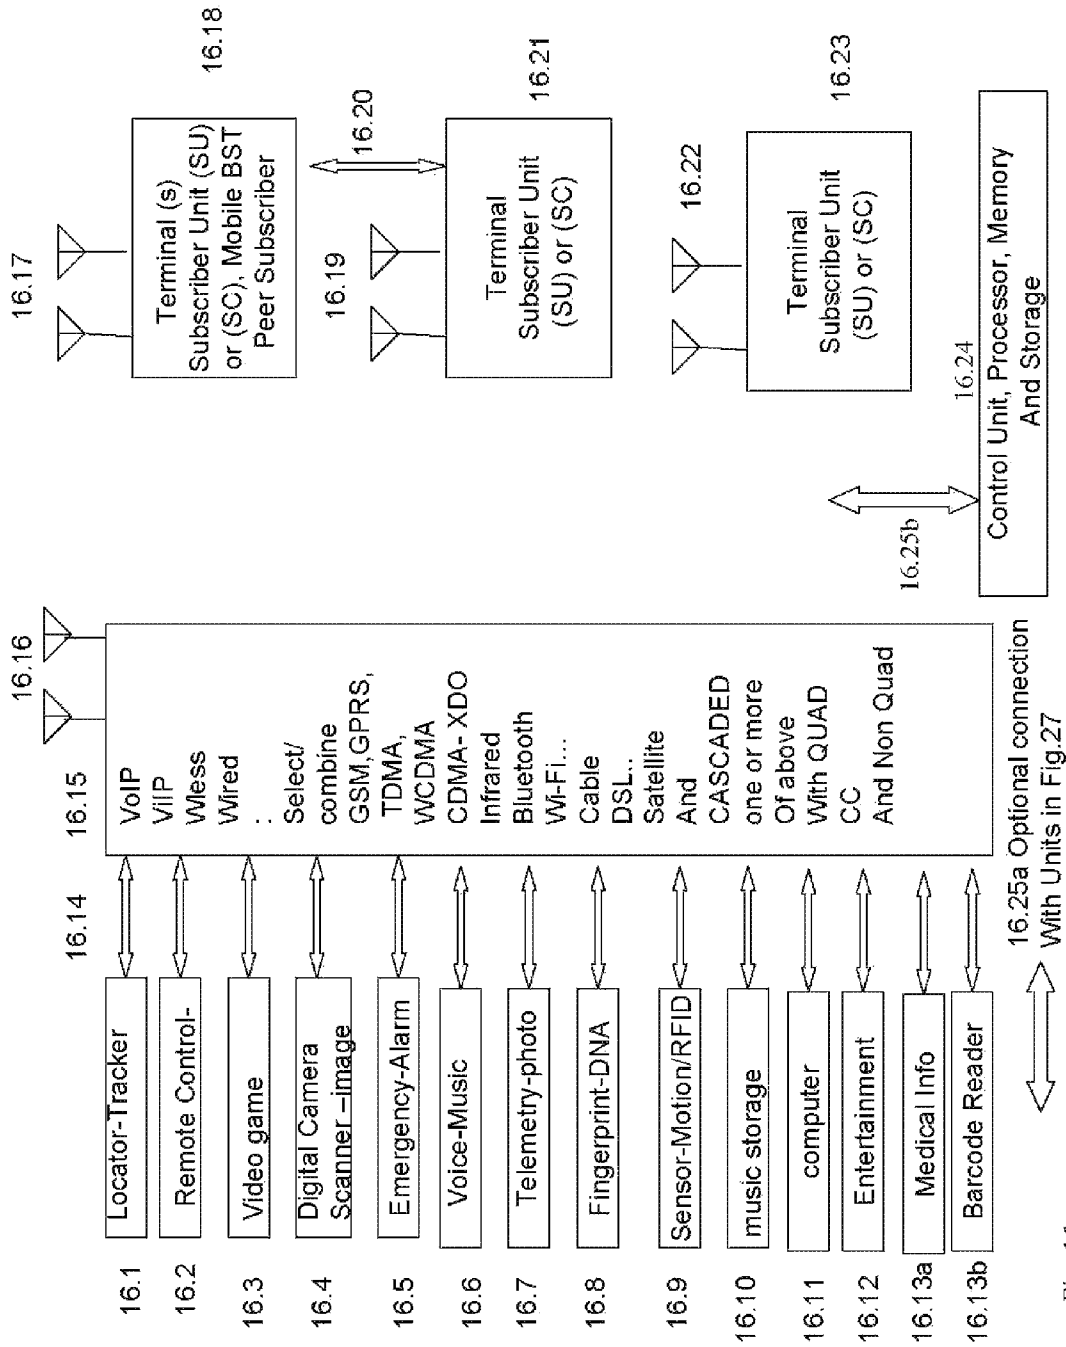 16.1
Locator-Tracker
16.2
Remote Control-
16.3
Video game
16.4
Digital Camera
Scanner –image
16.5
Emergency-Alarm
16.6
Voice-Music
16.7
Telemetry-photo
16.8
Fingerprint-DNA
16.9
Sensor-Motion/RFID
16.10
music storage
16.11
computer
16.12
Entertainment
16.13a
Medical Info
16.13b
Barcode Reader
16.14
16.15
16.16
VoIP
ViIP
Wless
Wired
:
Select/
combine
GSM,GPRS,
TDMA,
WCDMA
CDMA- XDO
Infrared
Bluetooth
Wi-Fi...
Cable
DSL..
Satellite
And
CASCADED
one or more
Of above
With QUAD
CC
And Non Quad
16.25a Optional connection
With Units in Fig.27
16.17
Terminal (s)
Subscriber Unit (SU)
or (SC), Mobile BST
Peer Subscriber
16.18
16.19
16.20
Terminal
Subscriber Unit
(SU) or (SC)
16.21
16.22
Terminal
Subscriber Unit
(SU) or (SC)
16.23
16.24
16.25b
Control Unit, Processor, Memory
And Storage